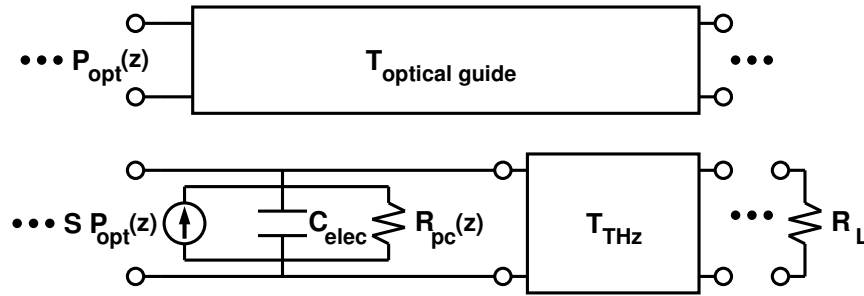 ••• P_opt(z) T_optical guide •••
••• S P_opt(z) C_elec R_pc(z) T_THz ••• R_L